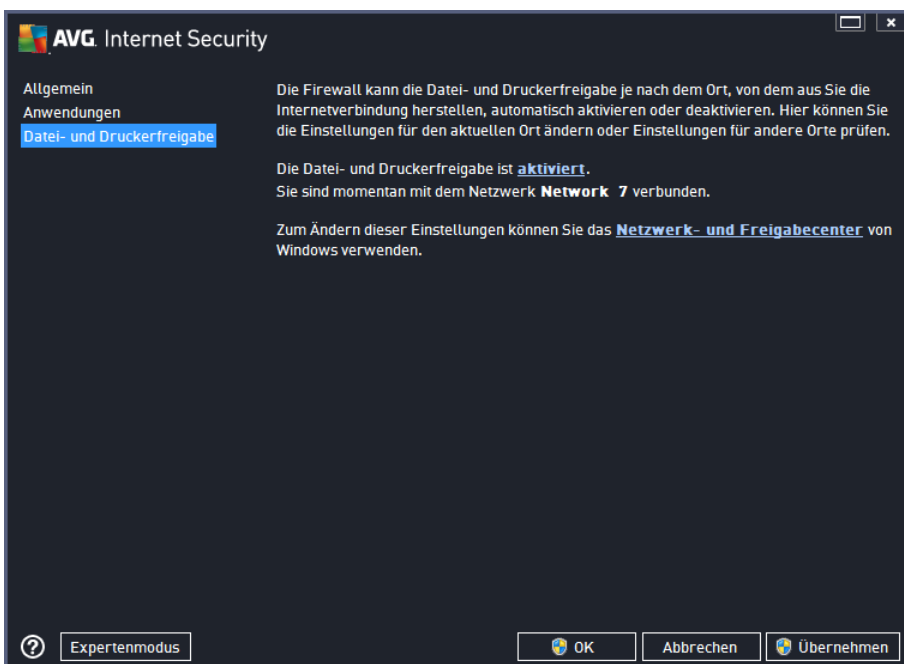 AVG. Internet Security
Allgemein
Anwendungen
Datei- und Druckerfreigabe
Die Firewall kann die Datei- und Druckerfreigabe je nach dem Ort, von dem aus Sie die
Internetverbindung herstellen, automatisch aktivieren oder deaktivieren. Hier können Sie
die Einstellungen für den aktuellen Ort ändern oder Einstellungen für andere Orte prüfen.
Die Datei- und Druckerfreigabe ist aktiviert.
Sie sind momentan mit dem Netzwerk Network 7 verbunden.
Zum Ändern dieser Einstellungen können Sie das Netzwerk- und Freigabecenter von
Windows verwenden.
? Expertenmodus OK Abbrechen Übernehmen